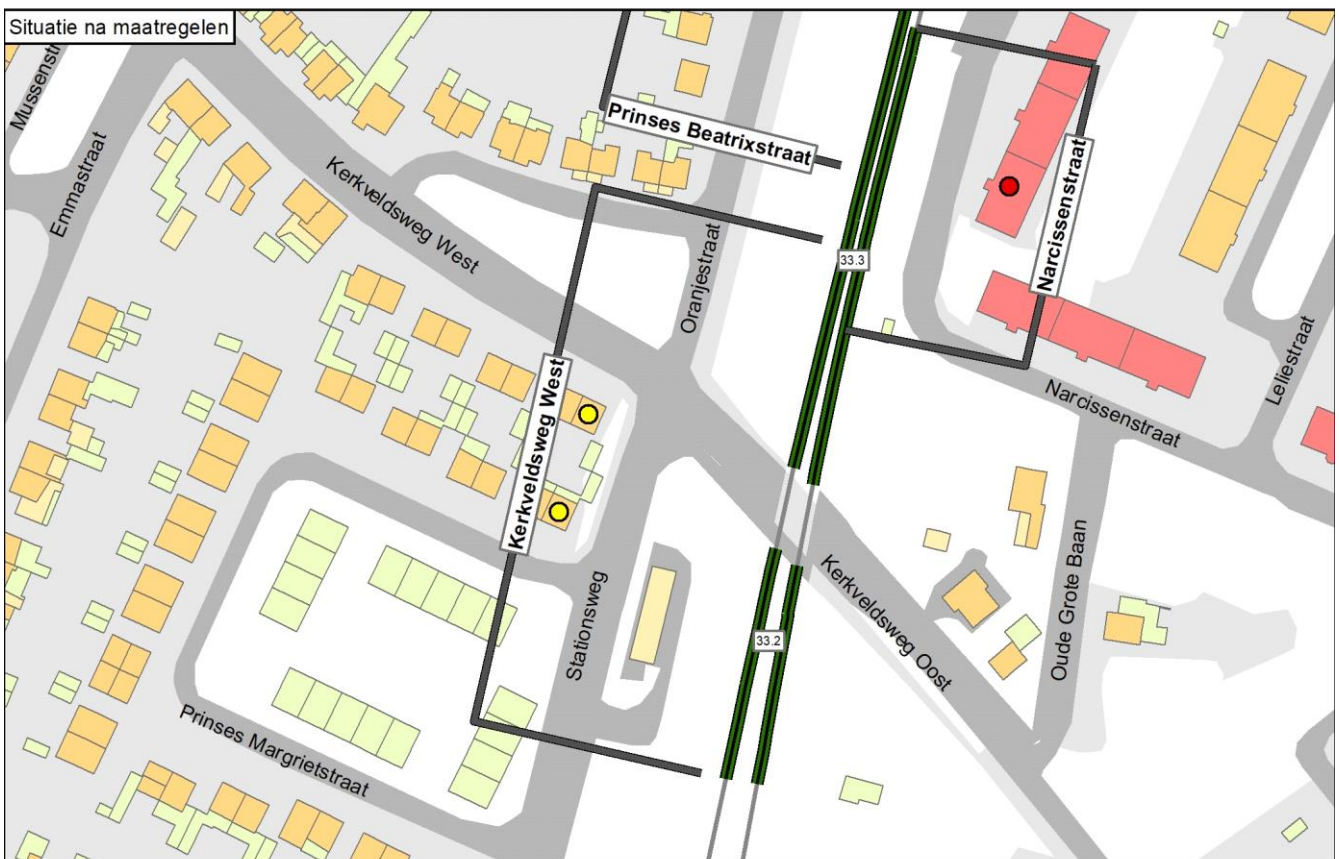 Situatie na maatregelen
Mussenstr
Emmastraat
Kerkveldsweg West
Prinses Beatrixstraat
Oranjestraat
33.3
Narcissenstraat
Narcissenstraat
Leliestraat
Kerkveldsweg West
Stationsweg
33.2
Kerkveldsweg Oost
Oude Grote Baan
Prinses Margrietstraat